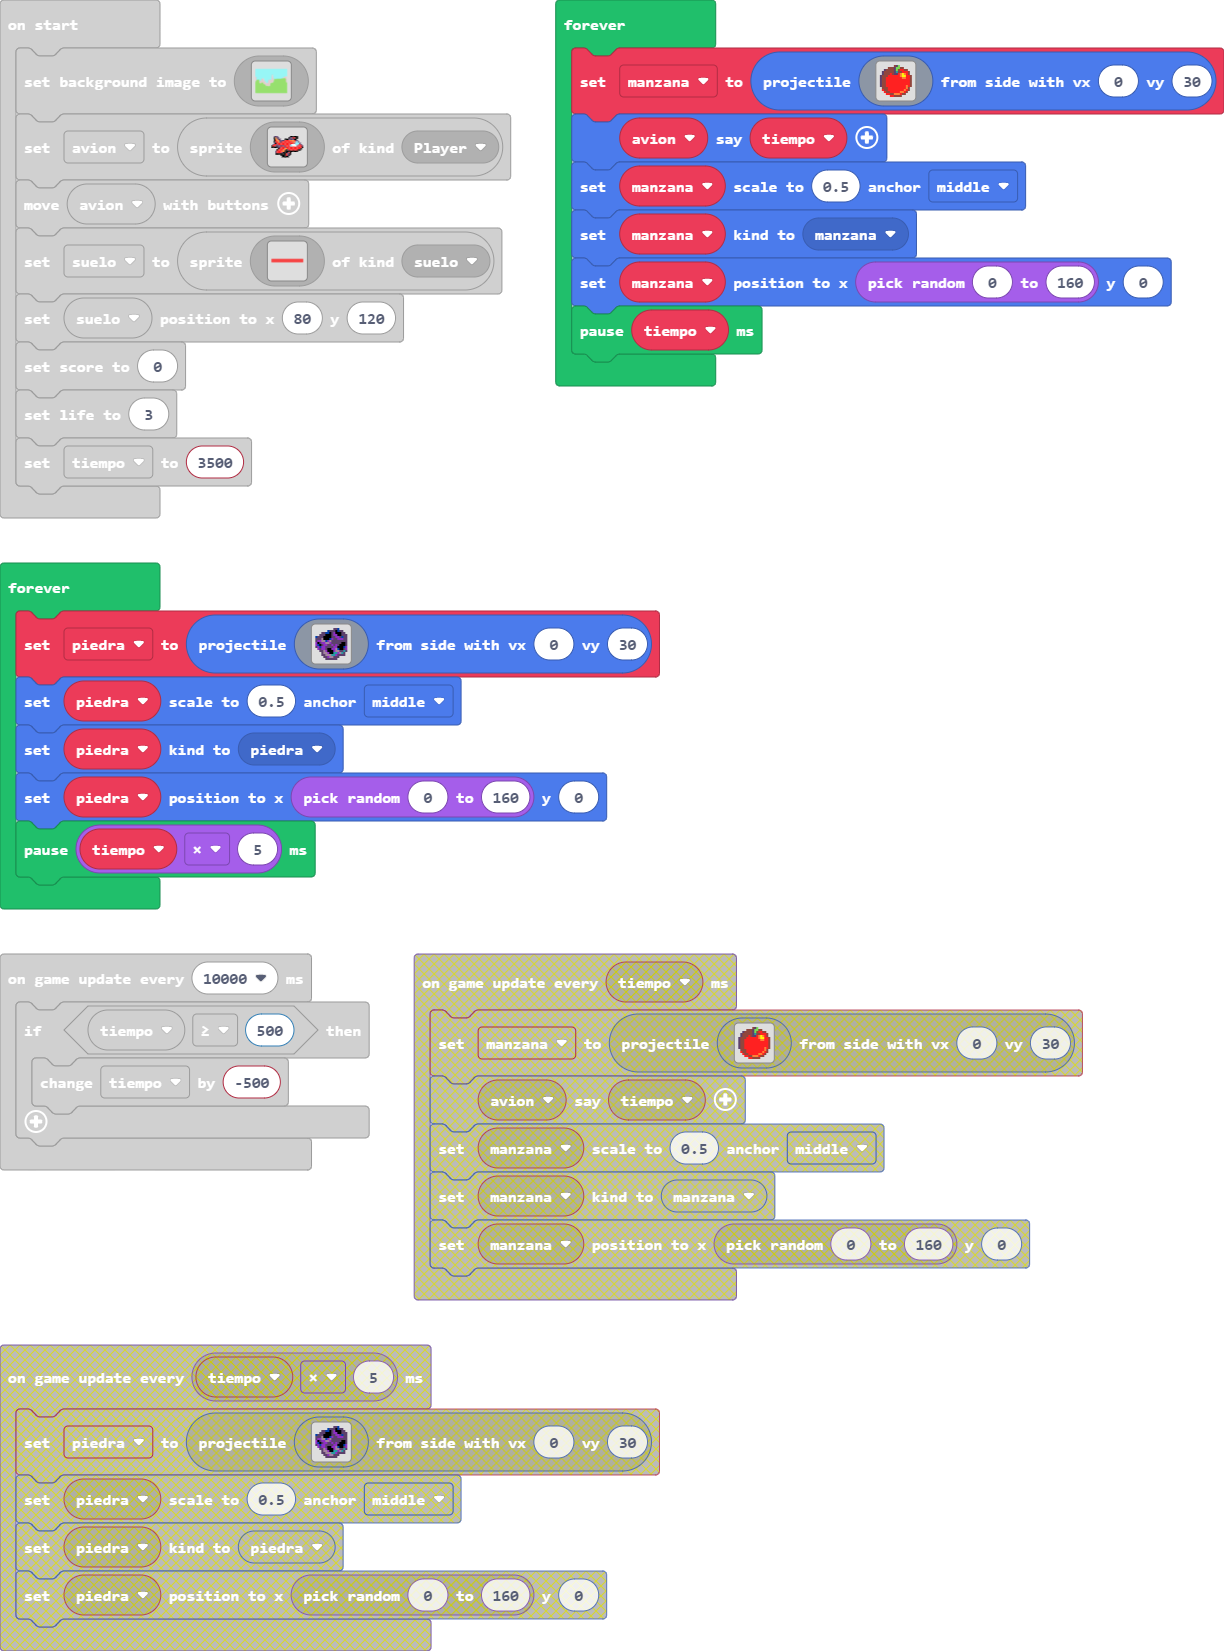 on start
set background image to
set avion to sprite of kind Player
move avion with buttons
set suelo to sprite of kind suelo
set suelo position to x 80 y 120
set score to 0
set life to 3
set tiempo to 3500
forever
set manzana to projectile from side with vx 0 vy 30
avion say tiempo
set manzana scale to 0.5 anchor middle
set manzana kind to manzana
set manzana position to x pick random 0 to 160 y 0
pause tiempo ms
forever
set piedra to projectile from side with vx 0 vy 30
set piedra scale to 0.5 anchor middle
set piedra kind to piedra
set piedra position to x pick random 0 to 160 y 0
pause tiempo × 5 ms
on game update every 10000 ms
if tiempo ≥ 500 then
change tiempo by -500
on game update every tiempo ms
set manzana to projectile from side with vx 0 vy 30
avion say tiempo
set manzana scale to 0.5 anchor middle
set manzana kind to manzana
set manzana position to x pick random 0 to 160 y 0
on game update every tiempo × 5 ms
set piedra to projectile from side with vx 0 vy 30
set piedra scale to 0.5 anchor middle
set piedra kind to piedra
set piedra position to x pick random 0 to 160 y 0